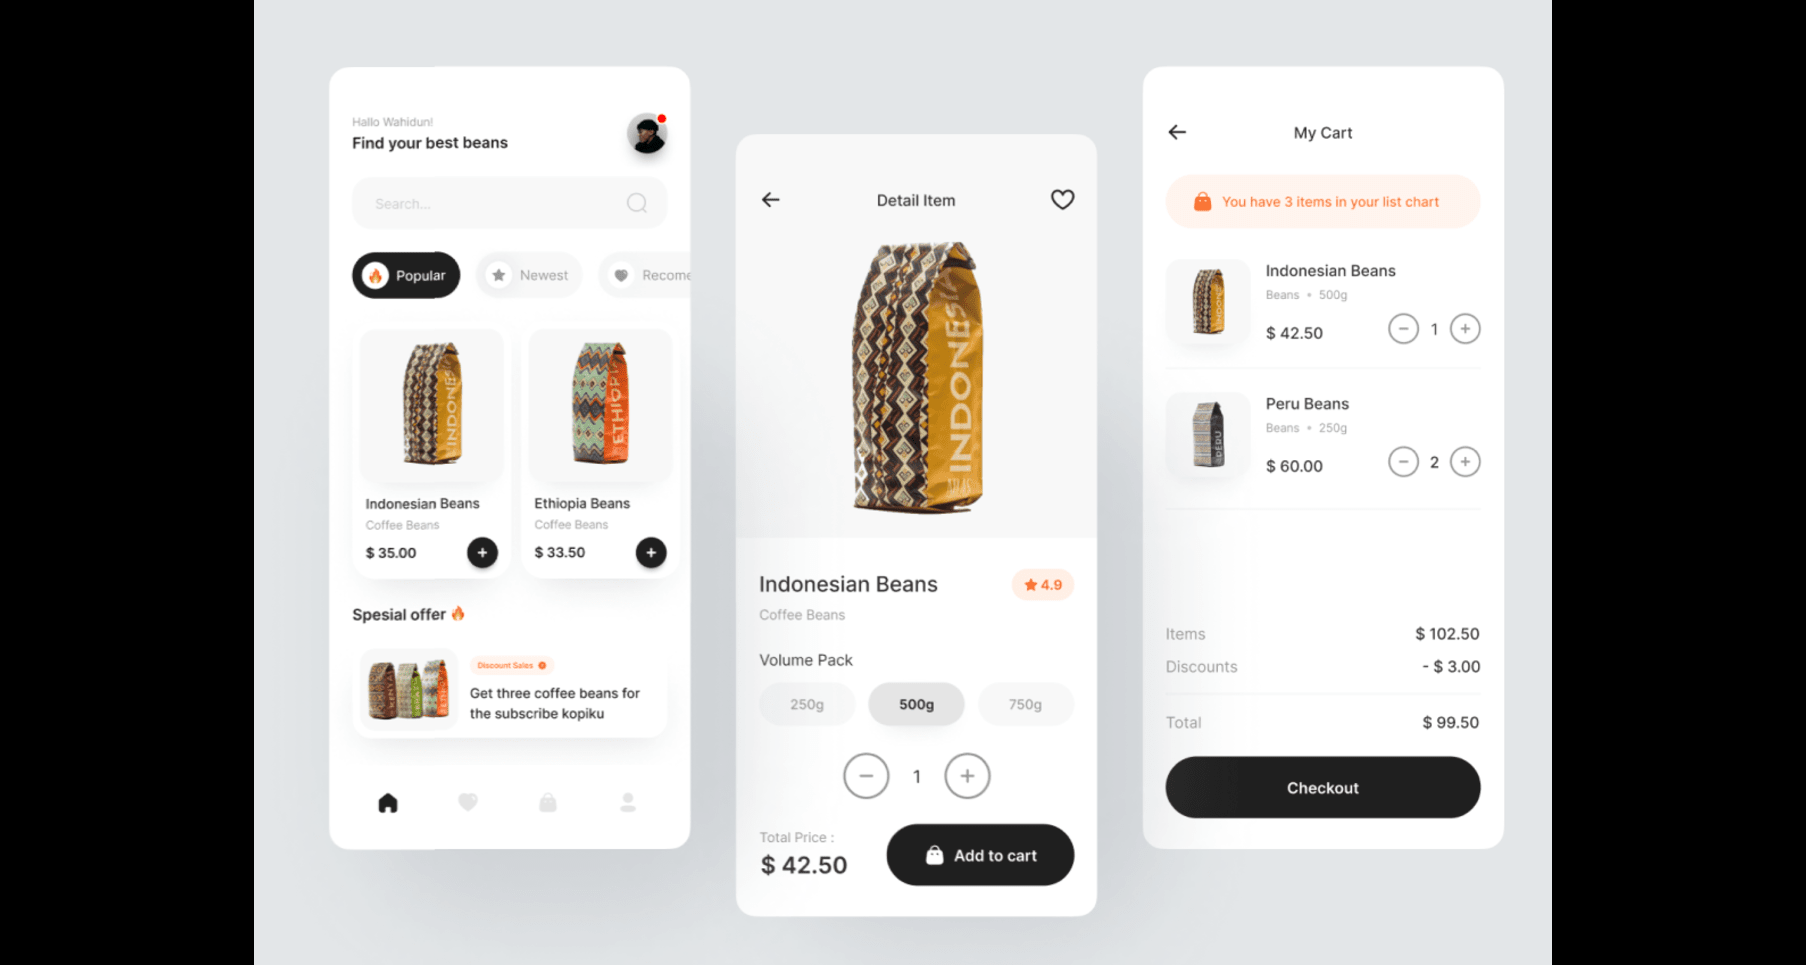 Hallo Wahidun!
Find your best beans
Search...
Popular
Newest
Recome
INDONES
ETHIOPI
Indonesian Beans
Coffee Beans
$ 35.00
Ethiopia Beans
Coffee Beans
$ 33.50
Spesial offer
Discount Sales
Get three coffee beans for
the subscribe kopiku
Detail Item
INDONESIA
Indonesian Beans
4.9
Coffee Beans
Volume Pack
250g
500g
750g
1
Total Price :
$ 42.50
Add to cart
My Cart
You have 3 items in your list chart
Indonesian Beans
Beans • 500g
$ 42.50
1
PERU
Peru Beans
Beans • 250g
$ 60.00
2
Items
$ 102.50
Discounts
- $ 3.00
Total
$ 99.50
Checkout